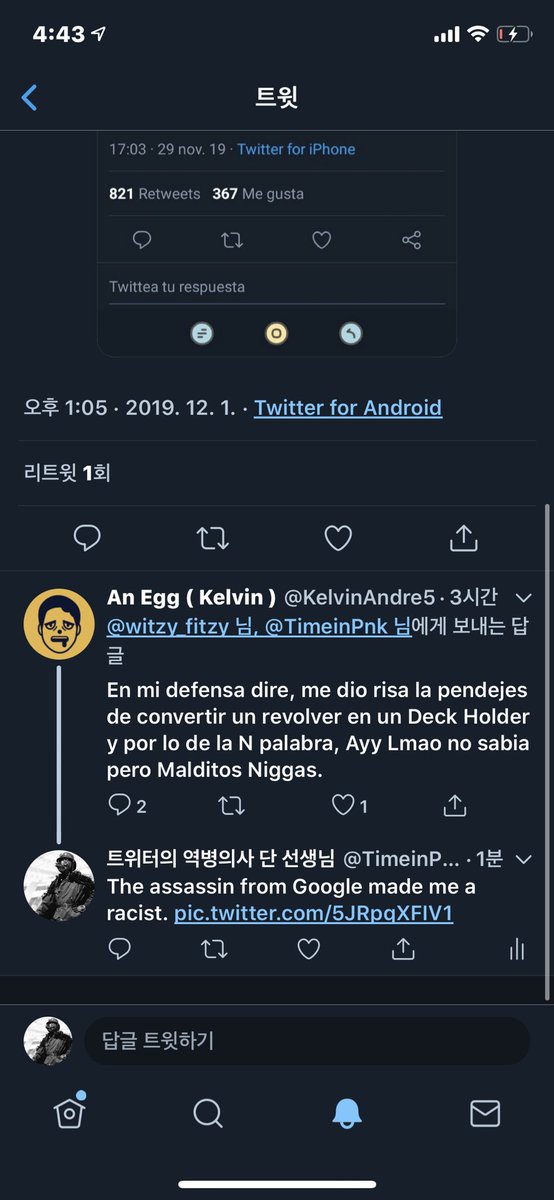 4:43
트윗
17:03 · 29 nov. 19 · Twitter for iPhone
821 Retweets 367 Me gusta
Twittea tu respuesta
오후 1:05 · 2019. 12. 1. · Twitter for Android
리트윗 1회
An Egg ( Kelvin ) @KelvinAndre5 · 3시간
@witzy_fitzy 님, @TimeinPnk 님에게 보내는 답
글
En mi defensa dire, me dio risa la pendejes
de convertir un revolver en un Deck Holder
y por lo de la N palabra, Ayy Lmao no sabia
pero Malditos Niggas.
2 1
트위터의 역병의사 단 선생님 @TimeinP... · 1분
The assassin from Google made me a
racist. pic.twitter.com/5JRpqXFIV1
답글 트윗하기